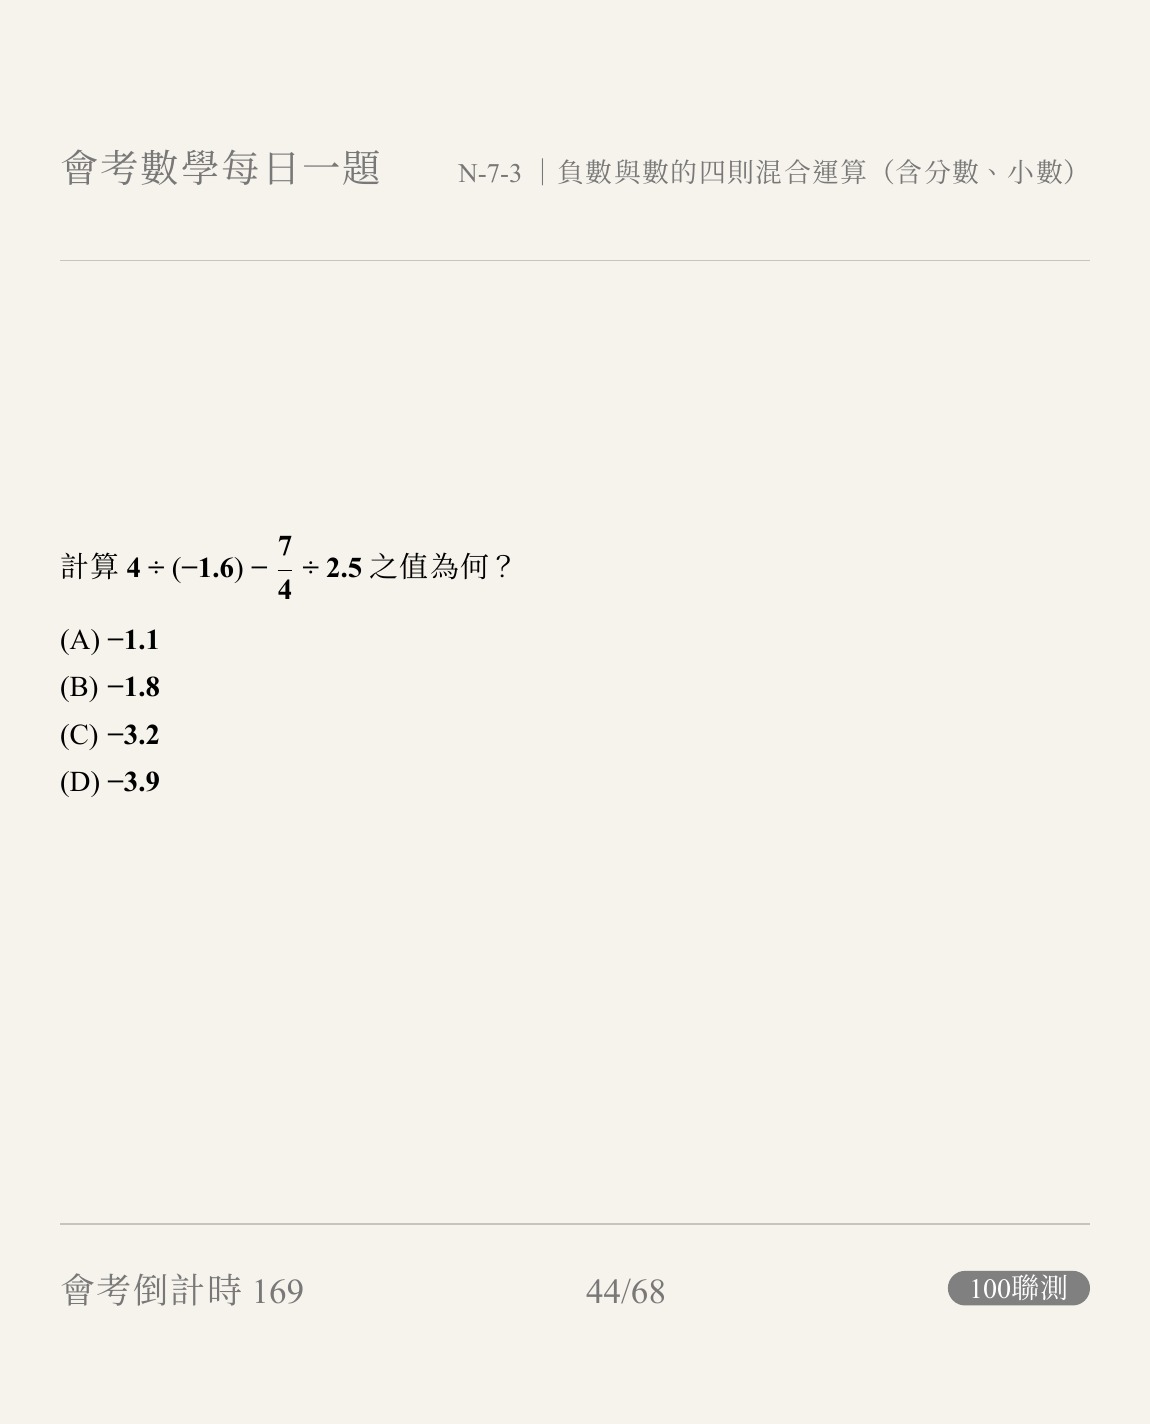 會考數學每日一題
N-7-3｜負數與數的四則混合運算（含分數、小數）
計算 4 ÷ (−1.6) − 7/4 ÷ 2.5 之值為何？
(A) −1.1
(B) −1.8
(C) −3.2
(D) −3.9
會考倒計時 169
44/68
100聯測